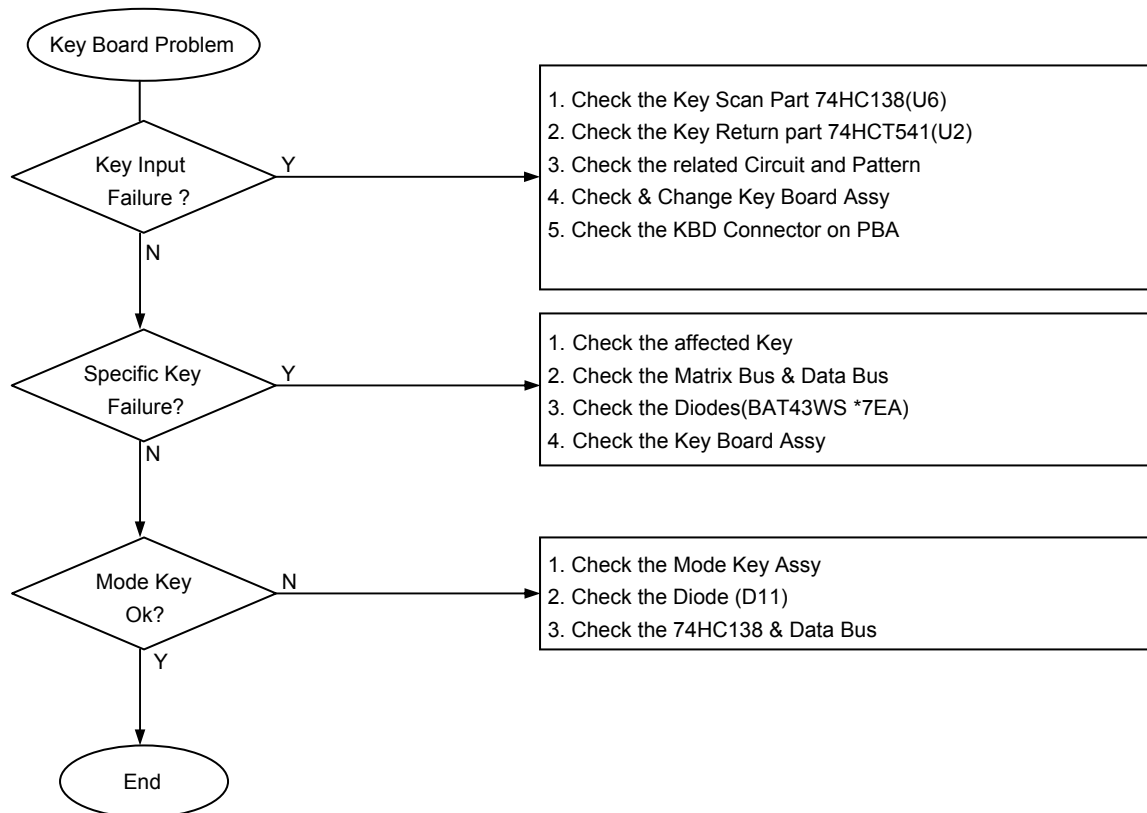 Key Board Problem
Key Input
Failure ?
Y
N
1. Check the Key Scan Part 74HC138(U6)
2. Check the Key Return part 74HCT541(U2)
3. Check the related Circuit and Pattern
4. Check & Change Key Board Assy
5. Check the KBD Connector on PBA
Specific Key
Failure?
Y
N
1. Check the affected Key
2. Check the Matrix Bus & Data Bus
3. Check the Diodes(BAT43WS *7EA)
4. Check the Key Board Assy
Mode Key
Ok?
N
Y
1. Check the Mode Key Assy
2. Check the Diode (D11)
3. Check the 74HC138 & Data Bus
End